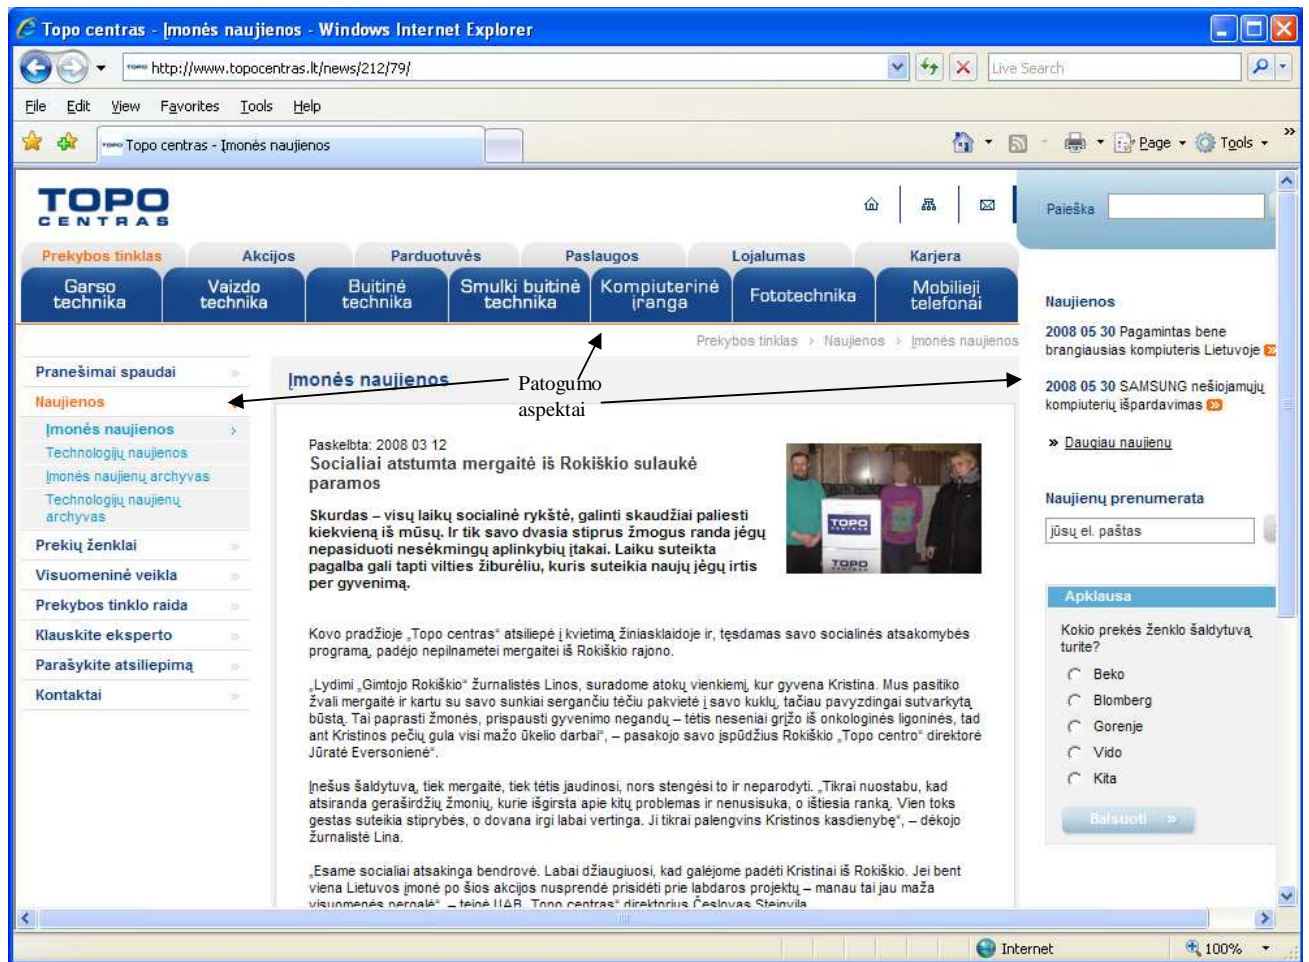 Topo centras - Įmonės naujienos - Windows Internet Explorer
http://www.topocentras.lt/news/212/79/
Live Search
File Edit View Favorites Tools Help
Topo centras - Įmonės naujienos
Page Tools
TOPO
CENTRAS
Paieška
Prekybos tinklas Akcijos Parduotuvės Paslaugos Lojalumas Karjera
Garso technika
Vaizdo technika
Buitinė technika
Smulki buitinė technika
Kompiuterinė įranga
Fototechnika
Mobilieji telefonai
Prekybos tinklas > Naujienos > Įmonės naujienos
Pranešimai spaudai
Naujienos
Įmonės naujienos
Technologijų naujienos
Įmonės naujienų archyvas
Technologijų naujienų
archyvas
Prekių ženklai
Visuomeninė veikla
Prekybos tinklo raida
Klauskite eksperto
Parašykite atsiliepimą
Kontaktai
Įmonės naujienos
Patogumo
aspektai
Paskelbta: 2008 03 12
Socialiai atstumta mergaitė iš Rokiškio sulaukė
paramos
Skurdas – visų laikų socialinė rykštė, galinti skaudžiai paliesti
kiekvieną iš mūsų. Ir tik savo dvasia stiprus žmogus randa jėgų
nepasiduoti nesėkmingų aplinkybių įtakai. Laiku suteikta
pagalba gali tapti vilties žiburėliu, kuris suteikia naujų jėgų irtis
per gyvenimą.
TOPO
CENTRAS
TOPO
Kovo pradžioje „Topo centras“ atsiliepė į kvietimą žiniasklaidoje ir, tęsdamas savo socialinės atsakomybės
programą, padėjo nepilnametei mergaitei iš Rokiškio rajono.
„Lydimi „Gimtojo Rokiškio“ žurnalistės Linos, suradome atokų vienkiemį, kur gyvena Kristina. Mus pasitiko
žvali mergaitė ir kartu su savo sunkiai sergančiu tėčiu pakvietė į savo kuklų, tačiau pavyzdingai sutvarkytą
būstą. Tai paprasti žmonės, prispausti gyvenimo negandų – tėtis neseniai grįžo iš onkologinės ligoninės, tad
ant Kristinos pečių gula visi mažo ūkelio darbai“, – pasakojo savo įspūdžius Rokiškio „Topo centro“ direktorė
Jūratė Eversonienė“.
Įnešus šaldytuvą, tiek mergaitė, tiek tėtis jaudinosi, nors stengėsi to ir neparodyti. „Tikrai nuostabu, kad
atsiranda geraširdžių žmonių, kurie išgirsta apie kitų problemas ir nenusisuka, o ištiesia ranką. Vien toks
gestas suteikia stiprybės, o dovana irgi labai vertinga. Ji tikrai palengvins Kristinos kasdienybę“, – dėkojo
žurnalistė Lina.
„Esame socialiai atsakinga bendrovė. Labai džiaugiuosi, kad galėjome padėti Kristinai iš Rokiškio. Jei bent
viena Lietuvos įmonė po šios akcijos nuspendė prisidėti prie labdaros projektų – manau tai jau maža
visuomenės pergalė“, – teigė UAB „Topo centras“ direktorius Česlovas Steigvila.
Naujienos
2008 05 30 Pagamintas bene
brangiausias kompiuteris Lietuvoje
2008 05 30 SAMSUNG nešiojamųjų
kompiuterių išpardavimas
» Daugiau naujienų
Naujienų prenumerata
jūsų el. paštas
Apklausa
Kokio prekės ženklo šaldytuvą
turite?
Beko
Blomberg
Gorenje
Vido
Kita
Balsuoti »
Internet
100%